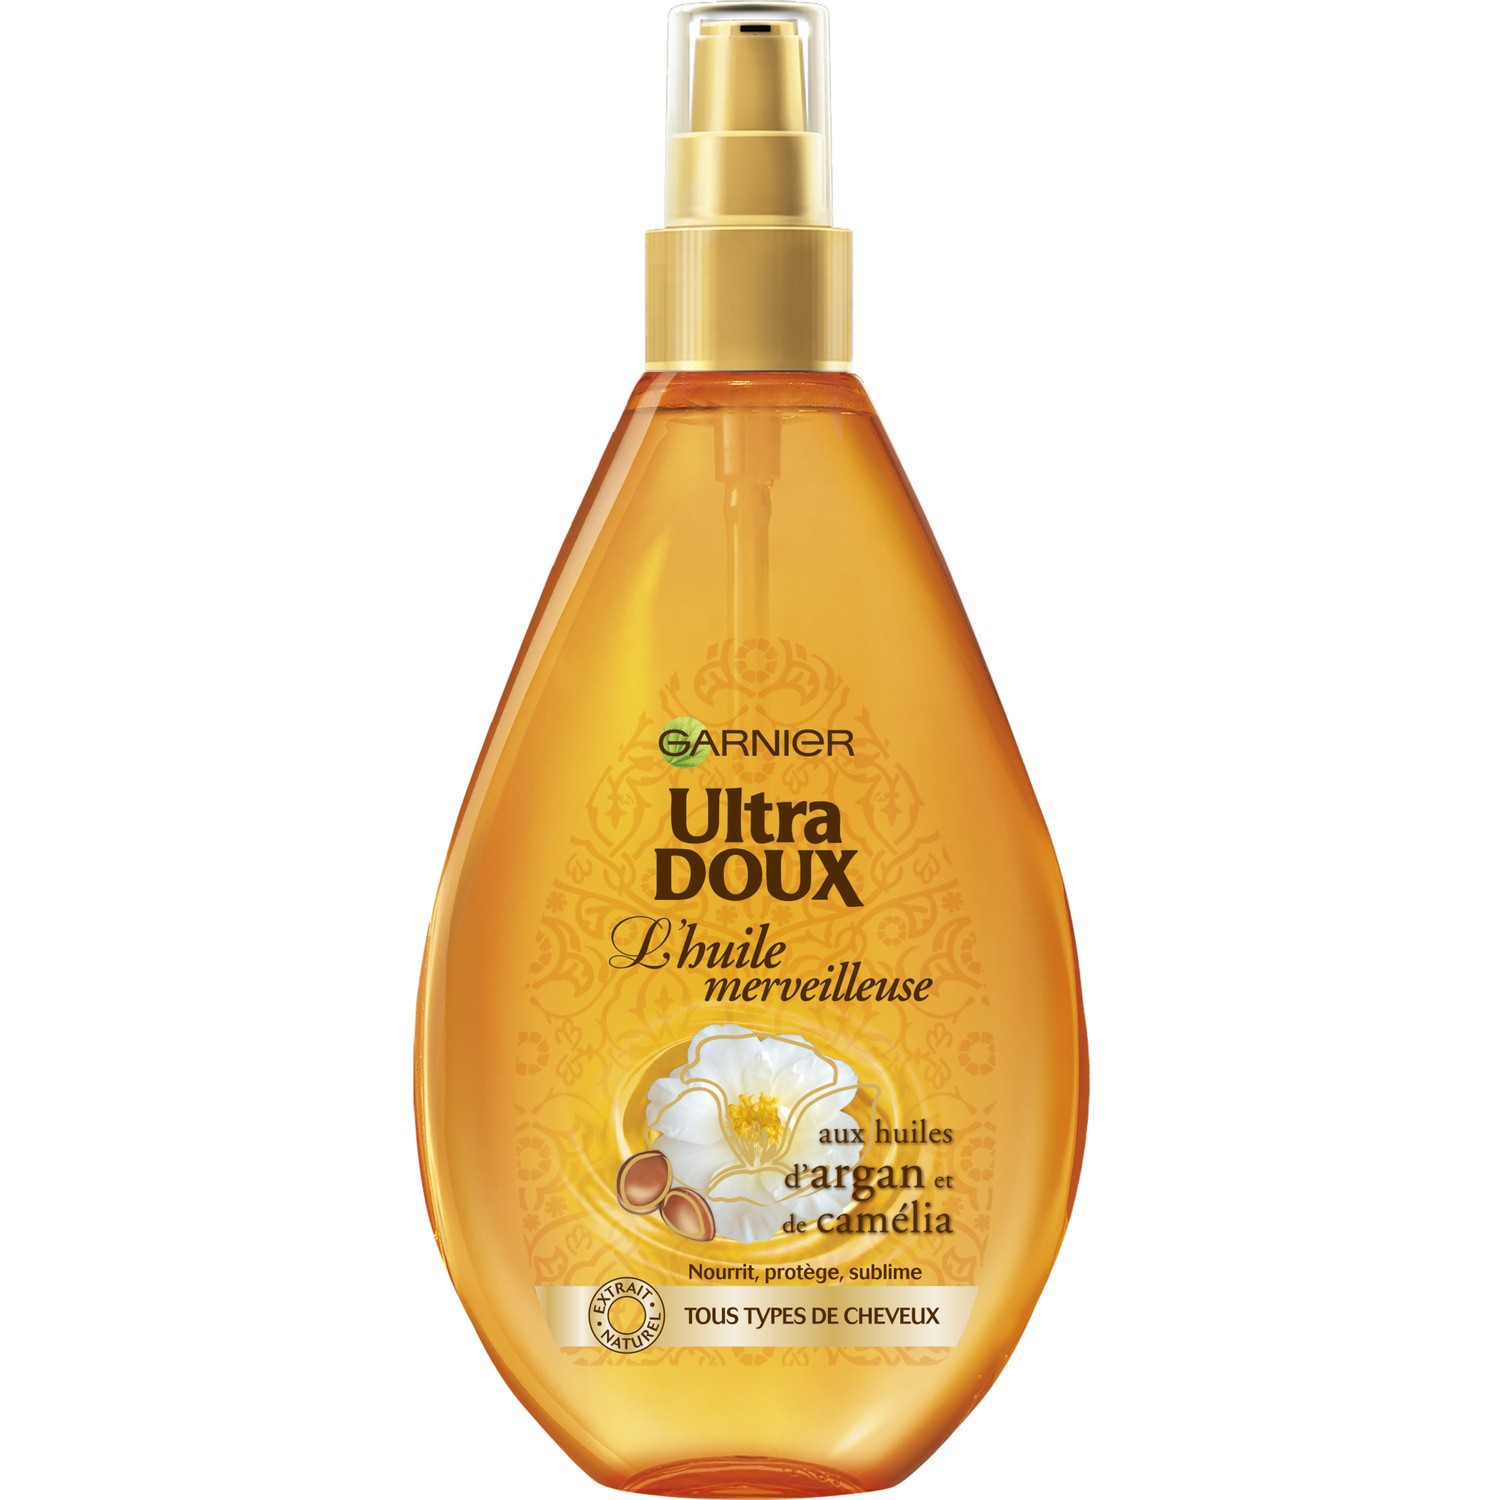 GARNIER
Ultra
DOUX
L'huile
merveilleuse
aux huiles
d'argan et
de camélia
Nourrit, protège, sublime
EXTRAIT
NATUREL
TOUS TYPES DE CHEVEUX